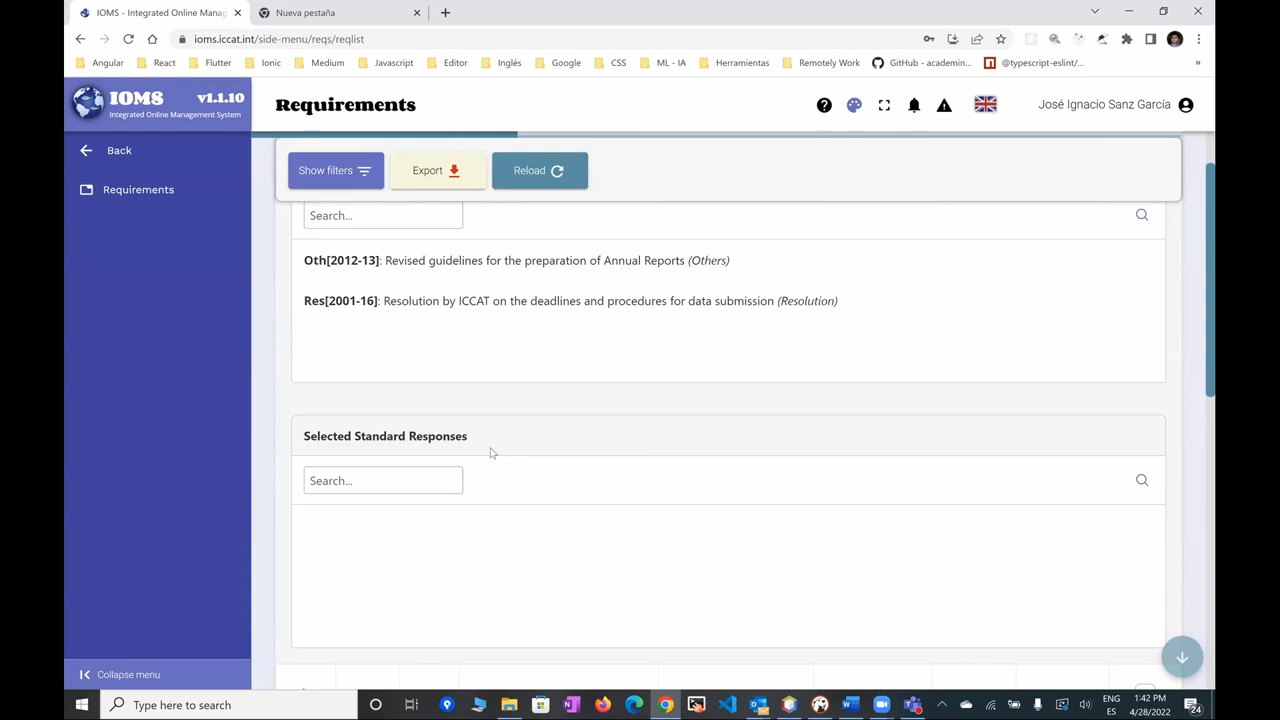 IOMS - Integrated Online Manag
Nueva pestaña
ioms.iccat.int/side-menu/reqs/reqlist
Angular
React
Flutter
Ionic
Medium
Javascript
Editor
Inglés
Google
CSS
ML - IA
Herramientas
Remotely Work
GitHub - academin...
@typescript-eslint/...
»
IOMS v1.1.10
Integrated Online Management System
Requirements
José Ignacio Sanz García
Back
Requirements
Show filters
Export
Reload
Search...
Oth[2012-13]: Revised guidelines for the preparation of Annual Reports (Others)
Res[2001-16]: Resolution by ICCAT on the deadlines and procedures for data submission (Resolution)
Selected Standard Responses
Search...
Collapse menu
Type here to search
ENG
ES
1:42 PM
4/28/2022
24